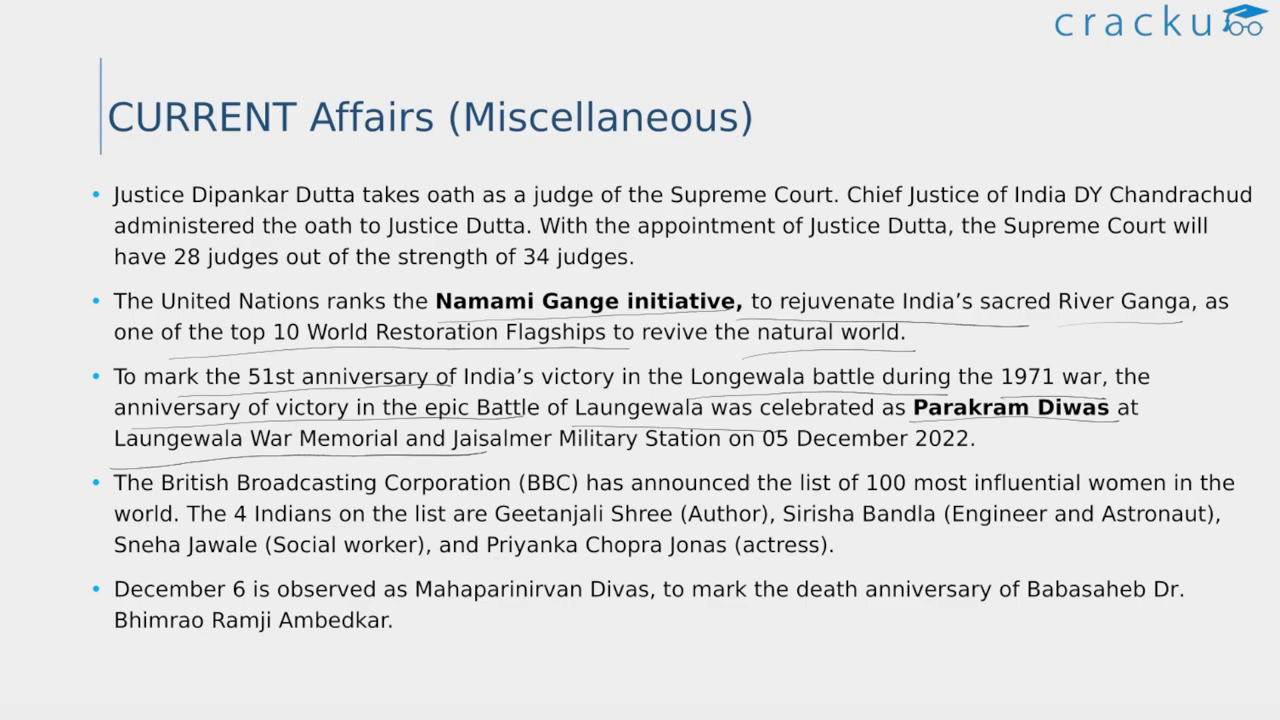 cracku
CURRENT Affairs (Miscellaneous)
• Justice Dipankar Dutta takes oath as a judge of the Supreme Court. Chief Justice of India DY Chandrachud
administered the oath to Justice Dutta. With the appointment of Justice Dutta, the Supreme Court will
have 28 judges out of the strength of 34 judges.
• The United Nations ranks the Namami Gange initiative, to rejuvenate India's sacred River Ganga, as
one of the top 10 World Restoration Flagships to revive the natural world.
• To mark the 51st anniversary of India's victory in the Longewala battle during the 1971 war, the
anniversary of victory in the epic Battle of Laungewala was celebrated as Parakram Diwas at
Laungewala War Memorial and Jaisalmer Military Station on 05 December 2022.
• The British Broadcasting Corporation (BBC) has announced the list of 100 most influential women in the
world. The 4 Indians on the list are Geetanjali Shree (Author), Sirisha Bandla (Engineer and Astronaut),
Sneha Jawale (Social worker), and Priyanka Chopra Jonas (actress).
• December 6 is observed as Mahaparinirvan Divas, to mark the death anniversary of Babasaheb Dr.
Bhimrao Ramji Ambedkar.